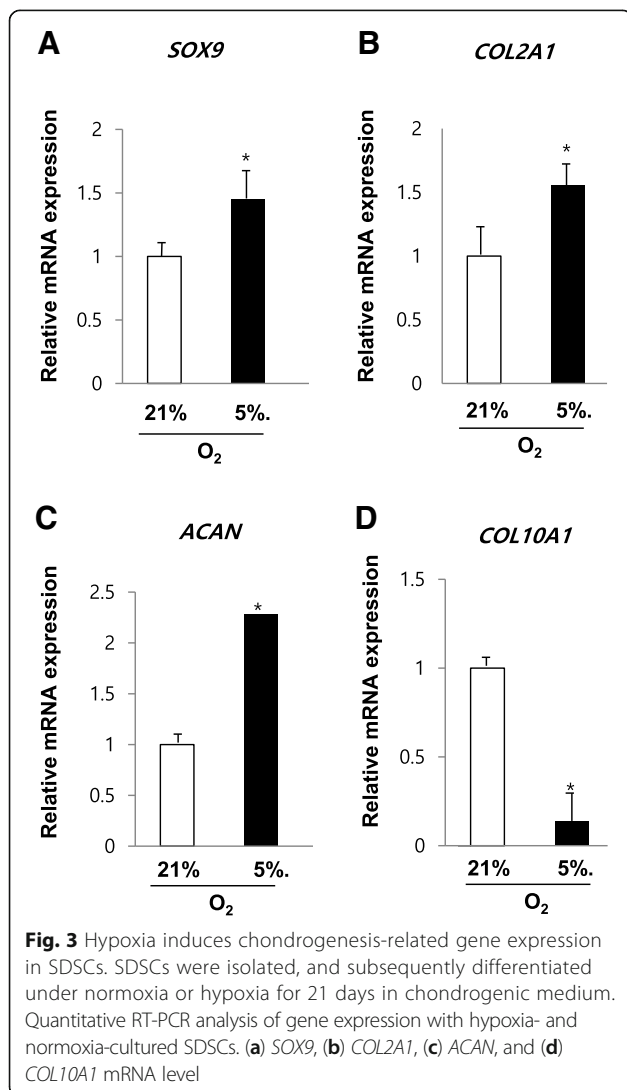 A
SOX9
Relative mRNA expression
2
1.5
1
0.5
0
*
21%
5%.
O₂
B
COL2A1
Relative mRNA expression
2
1.5
1
0.5
0
*
21%
5%.
O₂
C
ACAN
Relative mRNA expression
2.5
2
1.5
1
0.5
0
*
21%
5%.
O₂
D
COL10A1
Relative mRNA expression
1.5
1
0.5
0
*
21%
5%.
O₂
Fig. 3 Hypoxia induces chondrogenesis-related gene expression
in SDSCs. SDSCs were isolated, and subsequently differentiated
under normoxia or hypoxia for 21 days in chondrogenic medium.
Quantitative RT-PCR analysis of gene expression with hypoxia- and
normoxia-cultured SDSCs. (a) SOX9, (b) COL2A1, (c) ACAN, and (d)
COL10A1 mRNA level